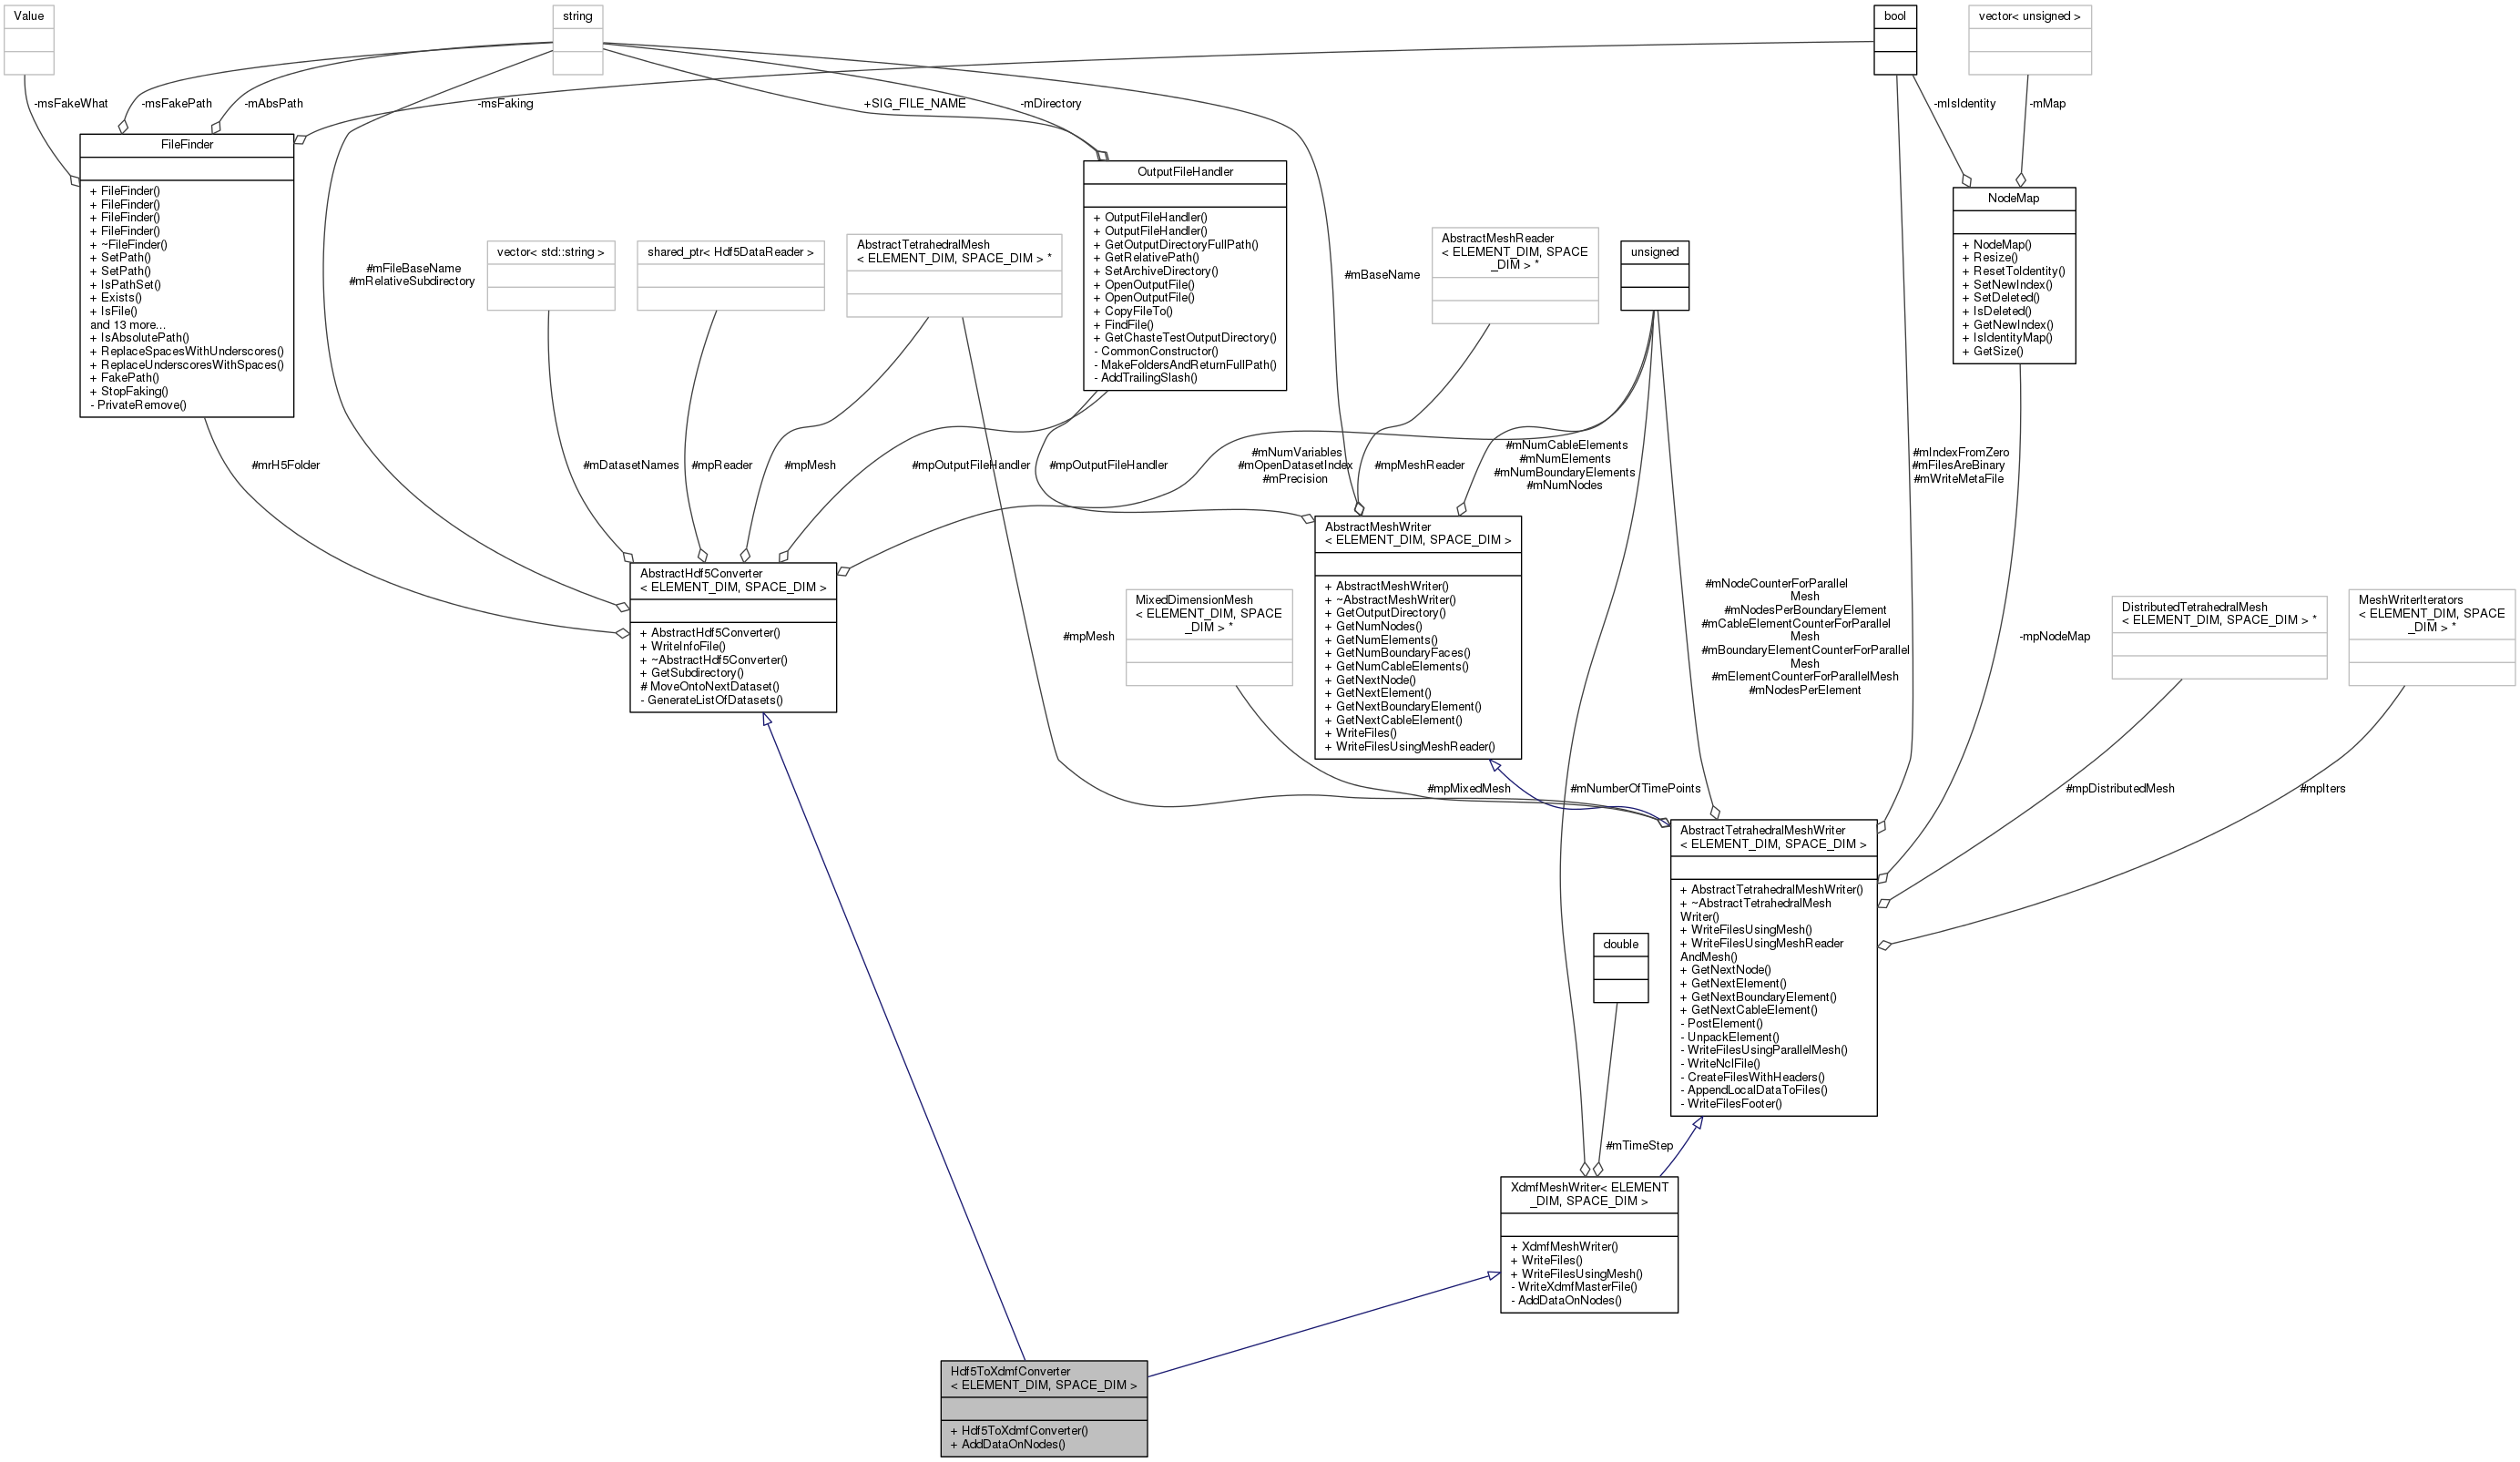 Value
string
bool
vector< unsigned >
-msFakeWhat
-msFakePath
-mAbsPath
-msFaking
+SIG_FILE_NAME
-mDirectory
-mIsIdentity
-mMap
FileFinder
+ FileFinder()
+ FileFinder()
+ FileFinder()
+ FileFinder()
+ ~FileFinder()
+ SetPath()
+ SetPath()
+ IsPathSet()
+ Exists()
+ IsFile()
and 13 more...
+ IsAbsolutePath()
+ ReplaceSpacesWithUnderscores()
+ ReplaceUnderscoresWithSpaces()
+ FakePath()
+ StopFaking()
- PrivateRemove()
OutputFileHandler
+ OutputFileHandler()
+ OutputFileHandler()
+ GetOutputDirectoryFullPath()
+ GetRelativePath()
+ SetArchiveDirectory()
+ OpenOutputFile()
+ OpenOutputFile()
+ CopyFileTo()
+ FindFile()
+ GetChasteTestOutputDirectory()
- CommonConstructor()
- MakeFoldersAndReturnFullPath()
- AddTrailingSlash()
NodeMap
+ NodeMap()
+ Resize()
+ ResetToIdentity()
+ SetNewIndex()
+ SetDeleted()
+ IsDeleted()
+ GetNewIndex()
+ IsIdentityMap()
+ GetSize()
#mFileBaseName
#mRelativeSubdirectory
vector< std::string >
shared_ptr< Hdf5DataReader >
AbstractTetrahedralMesh
< ELEMENT_DIM, SPACE_DIM > *
#mBaseName
AbstractMeshReader
< ELEMENT_DIM, SPACE
_DIM > *
unsigned
#mrH5Folder
#mDatasetNames
#mpReader
#mpMesh
#mpOutputFileHandler
#mpOutputFileHandler
#mNumVariables
#mOpenDatasetIndex
#mPrecision
#mpMeshReader
#mNumCableElements
#mNumElements
#mNumBoundaryElements
#mNumNodes
#mIndexFromZero
#mFilesAreBinary
#mWriteMetaFile
AbstractHdf5Converter
< ELEMENT_DIM, SPACE_DIM >
+ AbstractHdf5Converter()
+ WriteInfoFile()
+ ~AbstractHdf5Converter()
+ GetSubdirectory()
# MoveOntoNextDataset()
- GenerateListOfDatasets()
#mpMesh
MixedDimensionMesh
< ELEMENT_DIM, SPACE
_DIM > *
AbstractMeshWriter
< ELEMENT_DIM, SPACE_DIM >
+ AbstractMeshWriter()
+ ~AbstractMeshWriter()
+ GetOutputDirectory()
+ GetNumNodes()
+ GetNumElements()
+ GetNumBoundaryFaces()
+ GetNumCableElements()
+ GetNextNode()
+ GetNextElement()
+ GetNextBoundaryElement()
+ GetNextCableElement()
+ WriteFiles()
+ WriteFilesUsingMeshReader()
#mNodeCounterForParallel
Mesh
#mNodesPerBoundaryElement
#mCableElementCounterForParallel
Mesh
#mBoundaryElementCounterForParallel
Mesh
#mElementCounterForParallelMesh
#mNodesPerElement
-mpNodeMap
DistributedTetrahedralMesh
< ELEMENT_DIM, SPACE_DIM > *
MeshWriterIterators
< ELEMENT_DIM, SPACE
_DIM > *
#mpMixedMesh
#mNumberOfTimePoints
#mpDistributedMesh
#mpIters
AbstractTetrahedralMeshWriter
< ELEMENT_DIM, SPACE_DIM >
+ AbstractTetrahedralMeshWriter()
+ ~AbstractTetrahedralMesh
Writer()
+ WriteFilesUsingMesh()
+ WriteFilesUsingMeshReader
AndMesh()
+ GetNextNode()
+ GetNextElement()
+ GetNextBoundaryElement()
+ GetNextCableElement()
- PostElement()
- UnpackElement()
- WriteFilesUsingParallelMesh()
- WriteNclFile()
- CreateFilesWithHeaders()
- AppendLocalDataToFiles()
- WriteFilesFooter()
double
#mTimeStep
XdmfMeshWriter< ELEMENT
_DIM, SPACE_DIM >
+ XdmfMeshWriter()
+ WriteFiles()
+ WriteFilesUsingMesh()
- WriteXdmfMasterFile()
- AddDataOnNodes()
Hdf5ToXdmfConverter
< ELEMENT_DIM, SPACE_DIM >
+ Hdf5ToXdmfConverter()
+ AddDataOnNodes()